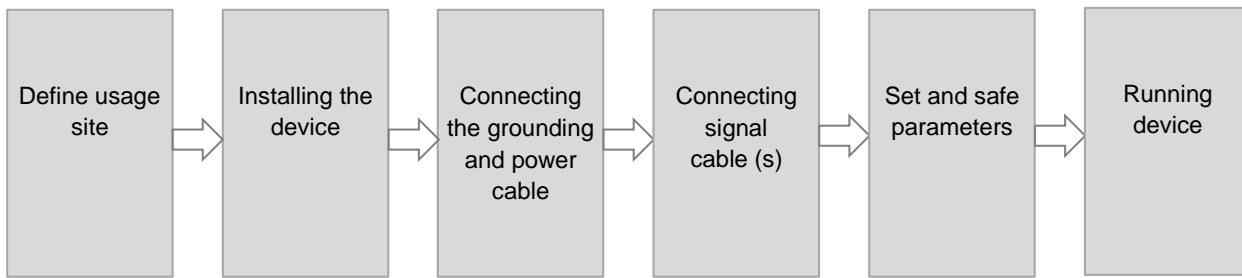 Define usage
site
Installing the
device
Connecting
the grounding
and power
cable
Connecting
signal
cable (s)
Set and safe
parameters
Running
device